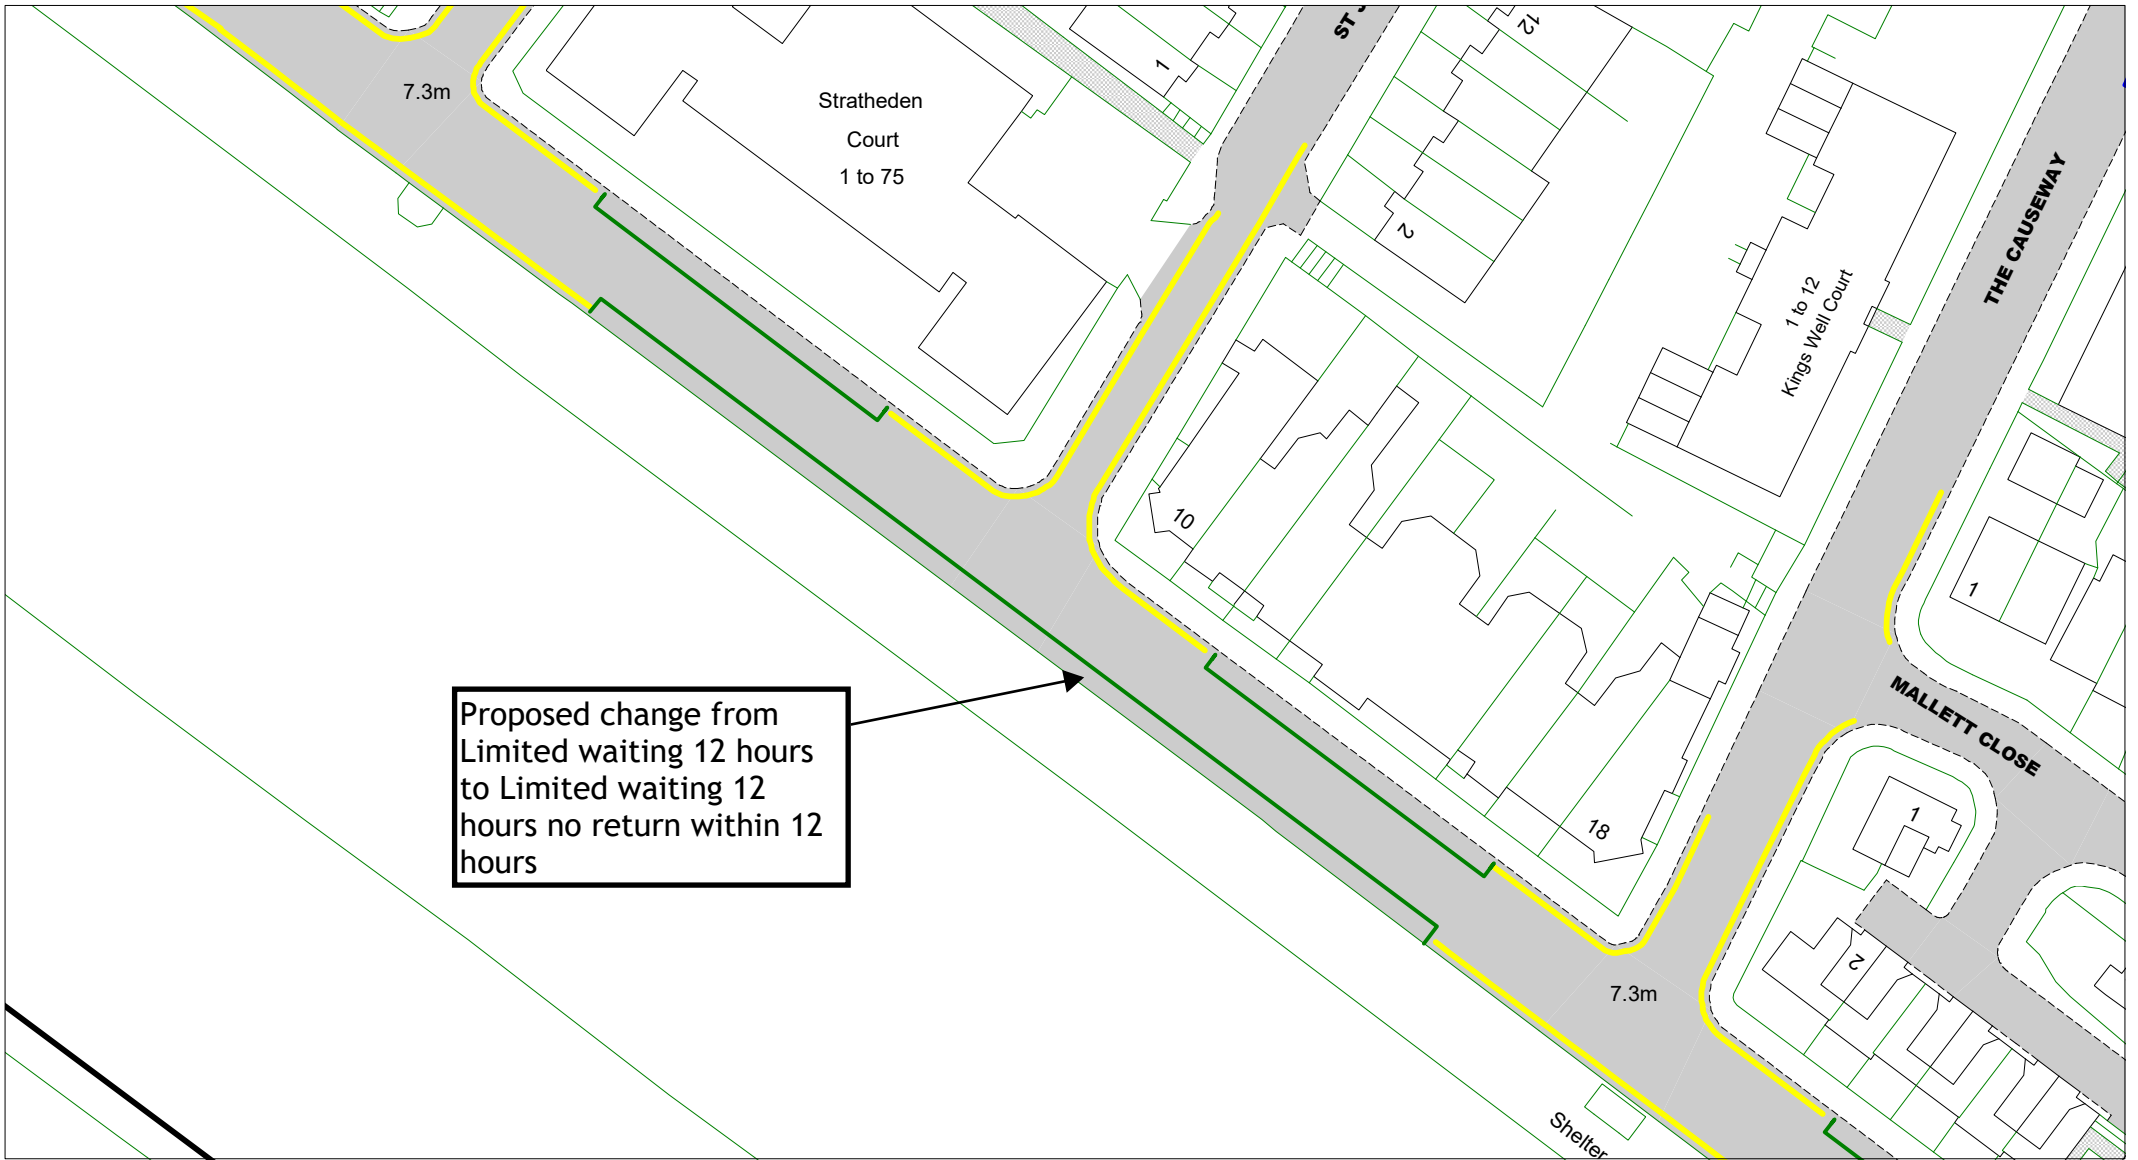 ST
7.3m
Stratheden
Court
1 to 75
1
12
2
THE CAUSEWAY
1 to 12
Kings Well Court
10
1
MALLETT CLOSE
Proposed change from
Limited waiting 12 hours
to Limited waiting 12
hours no return within 12
hours
18
1
2
7.3m
Shelter